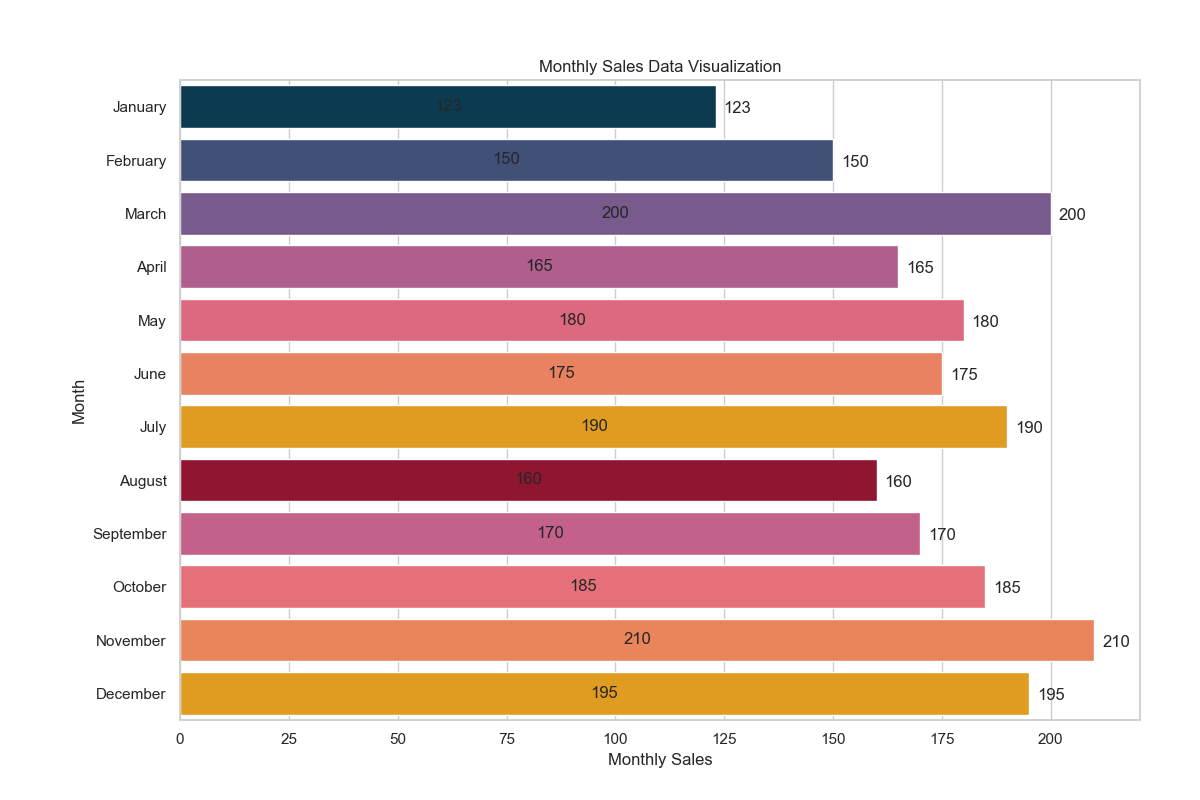 Monthly Sales Data Visualization
January 123 123
February 150 150
March 200 200
April 165 165
May 180 180
June 175 175
July 190 190
August 160 160
September 170 170
October 185 185
November 210 210
December 195 195
Month
0 25 50 75 100 125 150 175 200
Monthly Sales